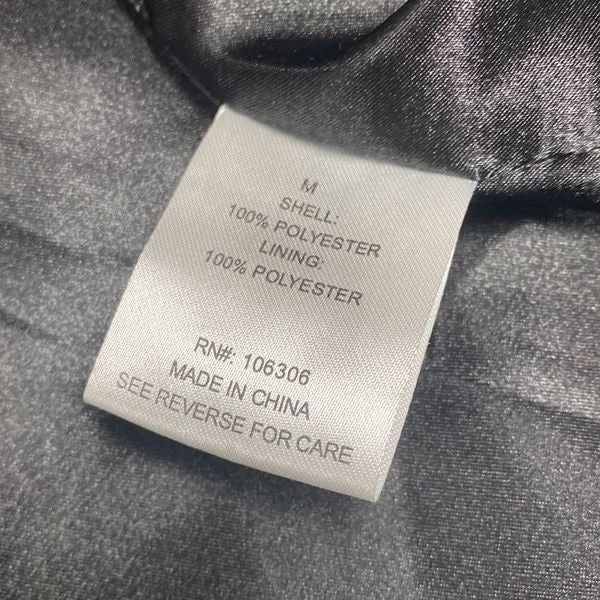 M
SHELL:
100% POLYESTER
LINING:
100% POLYESTER
RN#: 106306
MADE IN CHINA
SEE REVERSE FOR CARE